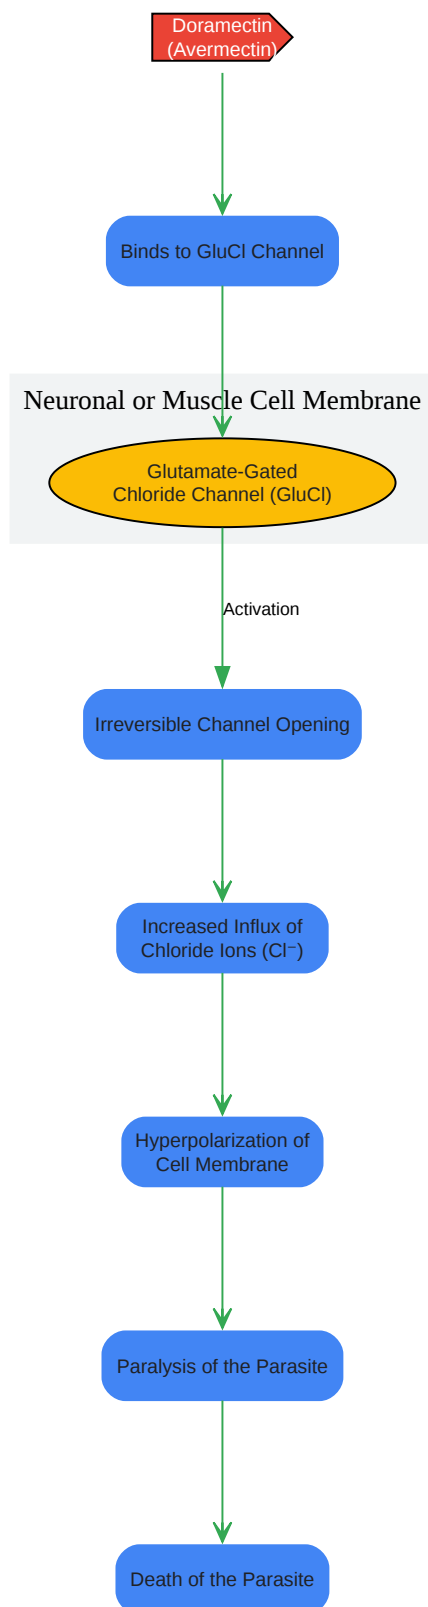 Doramectin
(Avermectin)
Binds to GluCl Channel
Neuronal or Muscle Cell Membrane
Glutamate-Gated
Chloride Channel (GluCl)
Activation
Irreversible Channel Opening
Increased Influx of
Chloride Ions (Cl⁻)
Hyperpolarization of
Cell Membrane
Paralysis of the Parasite
Death of the Parasite